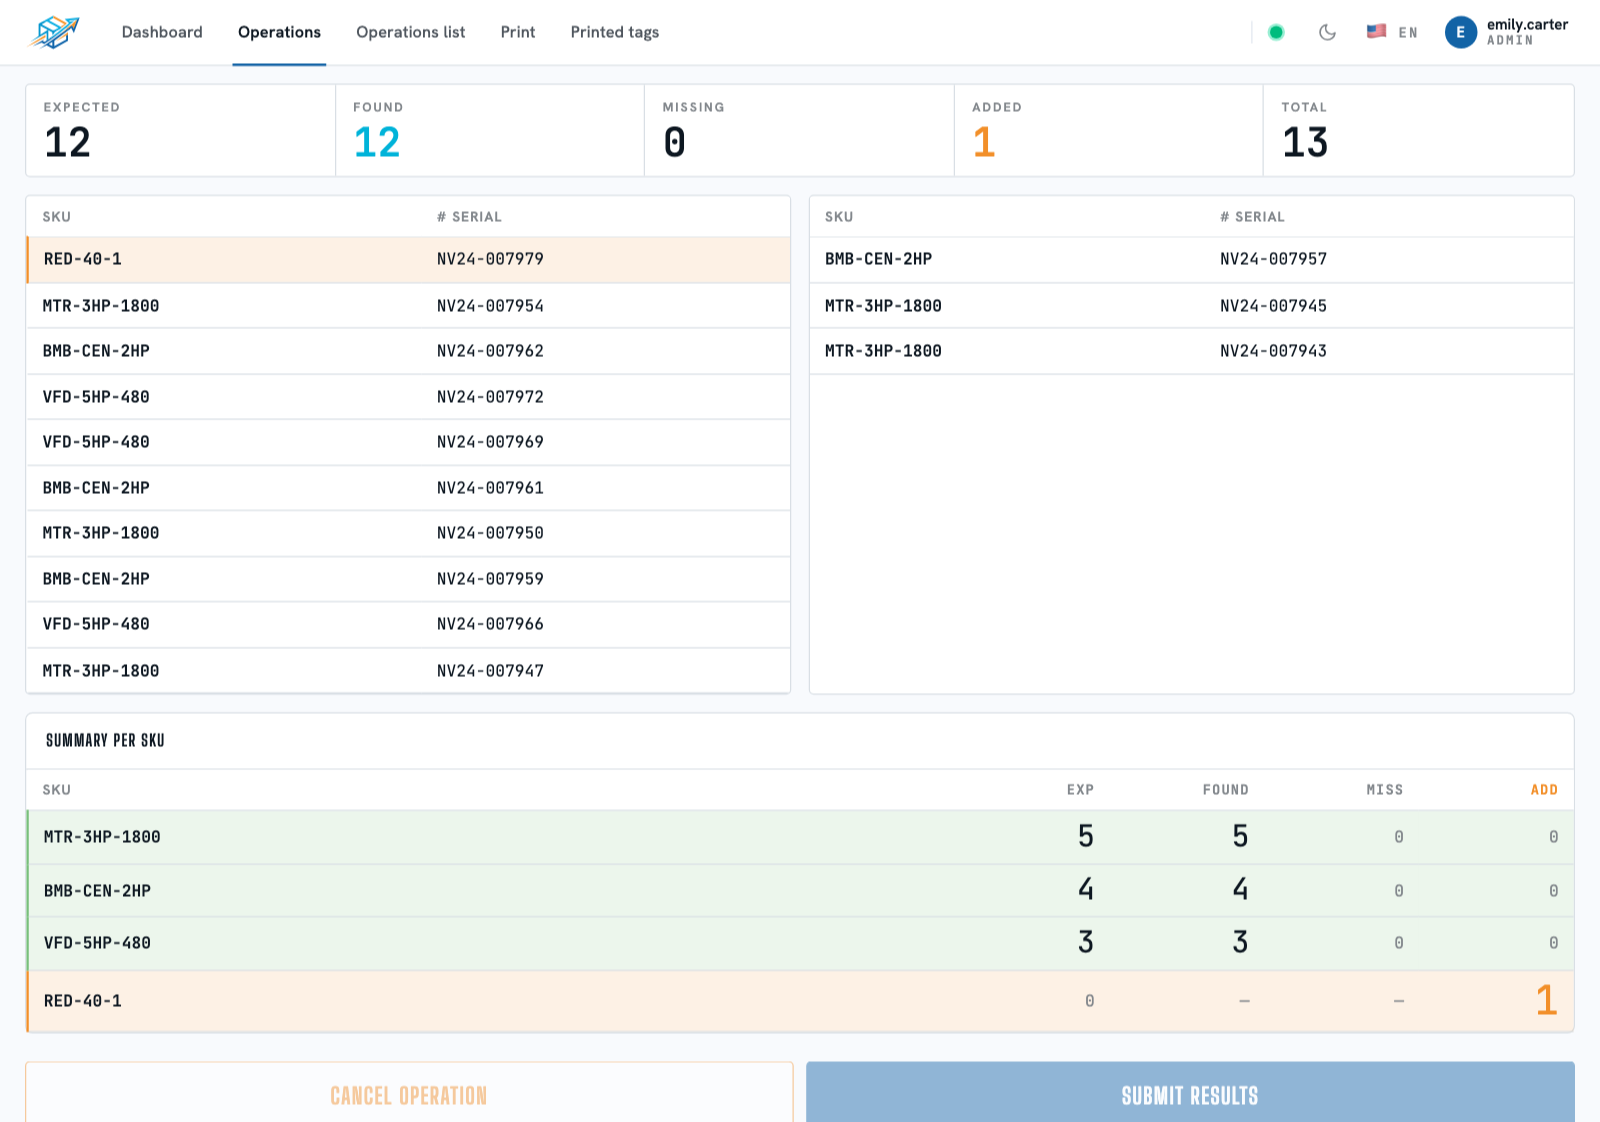 Dashboard Operations Operations list Print Printed tags EN E emily.carter
ADMIN
EXPECTED FOUND MISSING ADDED TOTAL
12 12 0 1 13
SKU # SERIAL
RED-40-1 NV24-007979
MTR-3HP-1800 NV24-007954
BMB-CEN-2HP NV24-007962
VFD-5HP-480 NV24-007972
VFD-5HP-480 NV24-007969
BMB-CEN-2HP NV24-007961
MTR-3HP-1800 NV24-007950
BMB-CEN-2HP NV24-007959
VFD-5HP-480 NV24-007966
MTR-3HP-1800 NV24-007947
SKU # SERIAL
BMB-CEN-2HP NV24-007957
MTR-3HP-1800 NV24-007945
MTR-3HP-1800 NV24-007943
SUMMARY PER SKU
SKU EXP FOUND MISS ADD
MTR-3HP-1800 5 5 0 0
BMB-CEN-2HP 4 4 0 0
VFD-5HP-480 3 3 0 0
RED-40-1 0 — — 1
CANCEL OPERATION SUBMIT RESULTS